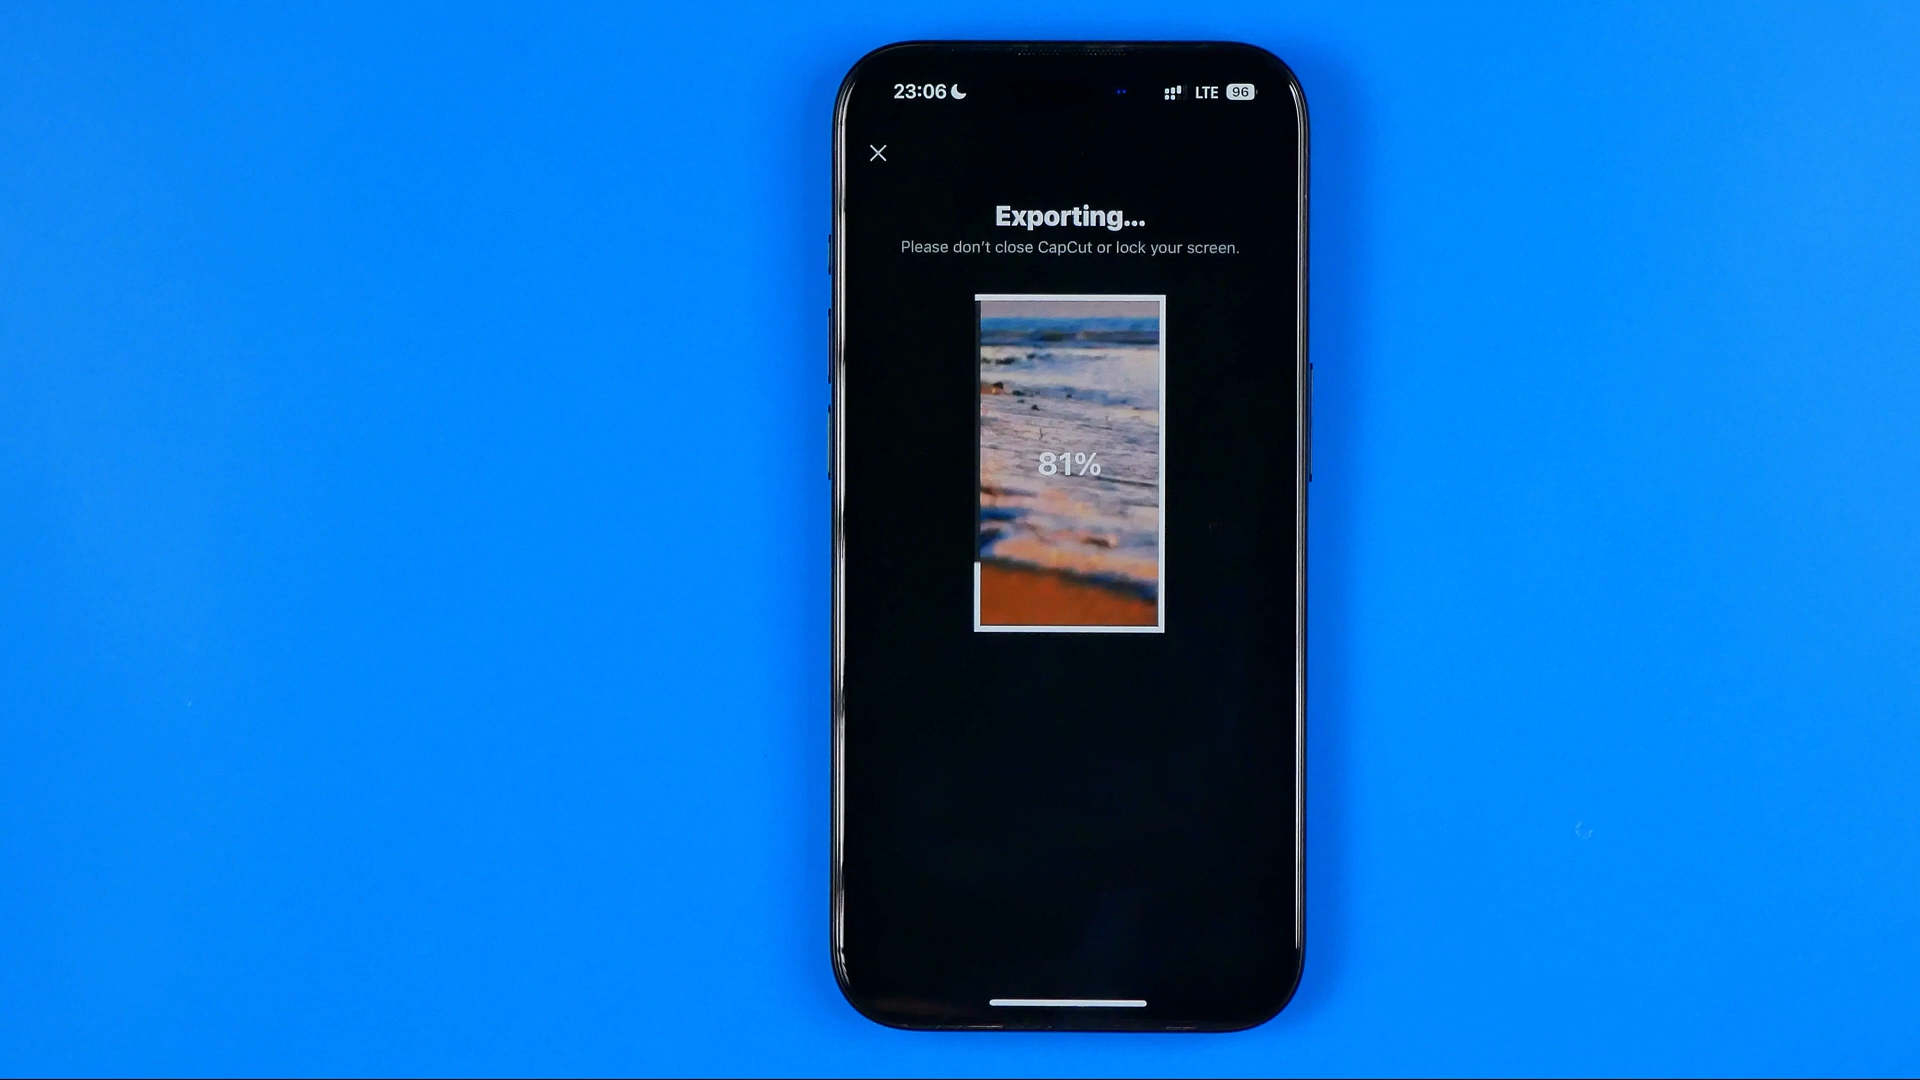 23:06 LTE 96
Exporting...
Please don't close CapCut or lock your screen.
81%